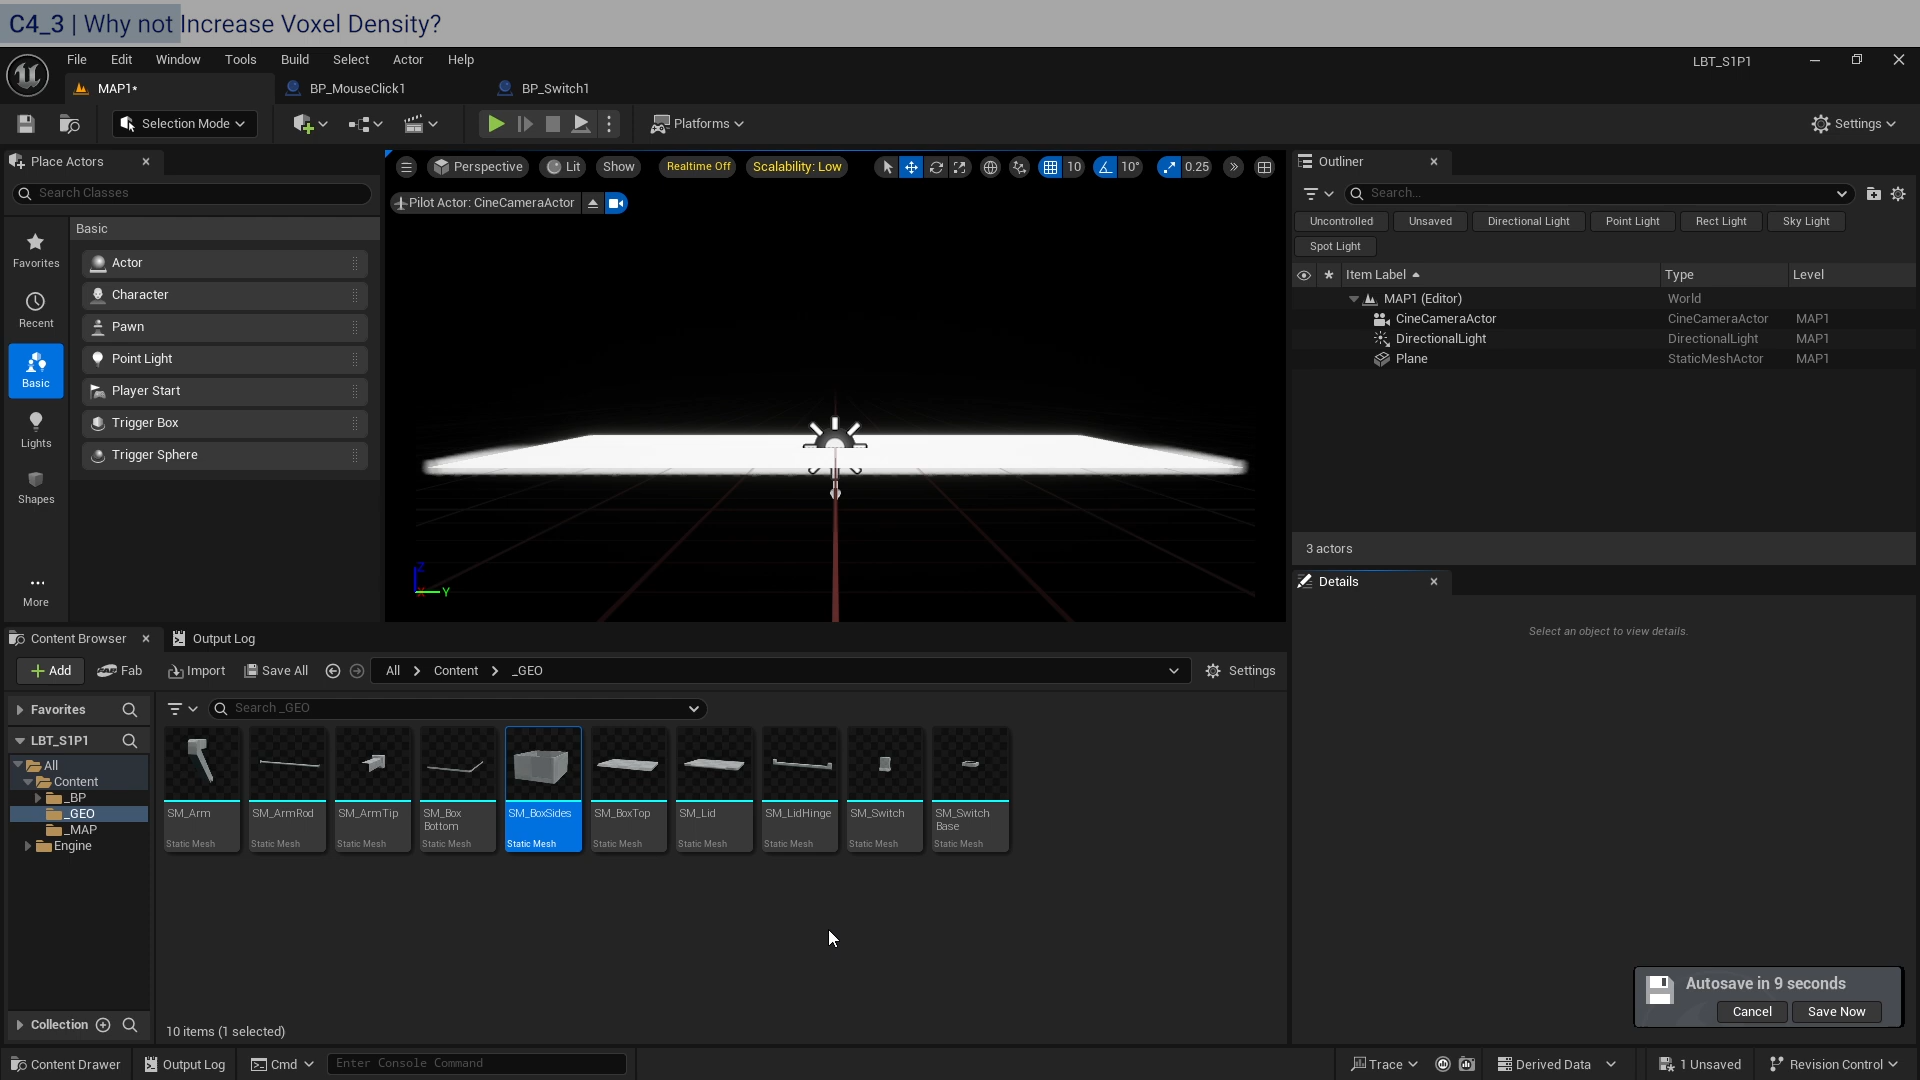 C4_3 | Why not Increase Voxel Density?
File Edit Window Tools Build Select Actor Help
LBT_S1P1
MAP1* BP_MouseClick1 BP_Switch1
Selection Mode Platforms Settings
Place Actors
Search Classes
Basic
Favorites
Recent
Basic
Lights
Shapes
More
Actor
Character
Pawn
Point Light
Player Start
Trigger Box
Trigger Sphere
Perspective Lit Show Realtime Off Scalability: Low 10 10° 0.25
Pilot Actor: CineCameraActor
Z
Y
Outliner
Search...
Uncontrolled Unsaved Directional Light Point Light Rect Light Sky Light
Spot Light
Item Label Type Level
MAP1 (Editor) World
CineCameraActor CineCameraActor MAP1
DirectionalLight DirectionalLight MAP1
Plane StaticMeshActor MAP1
3 actors
Details
Select an object to view details.
Content Browser Output Log
Add Fab Import Save All All Content _GEO Settings
Favorites
LBT_S1P1
All
Content
_BP
_GEO
_MAP
Engine
Collection
Search _GEO
SM_Arm
Static Mesh
SM_ArmRod
Static Mesh
SM_ArmTip
Static Mesh
SM_Box
Bottom
Static Mesh
SM_BoxSides
Static Mesh
SM_BoxTop
Static Mesh
SM_Lid
Static Mesh
SM_LidHinge
Static Mesh
SM_Switch
Static Mesh
SM_Switch
Base
Static Mesh
10 items (1 selected)
Autosave in 9 seconds
Cancel Save Now
Content Drawer Output Log Cmd Enter Console Command Trace Derived Data 1 Unsaved Revision Control